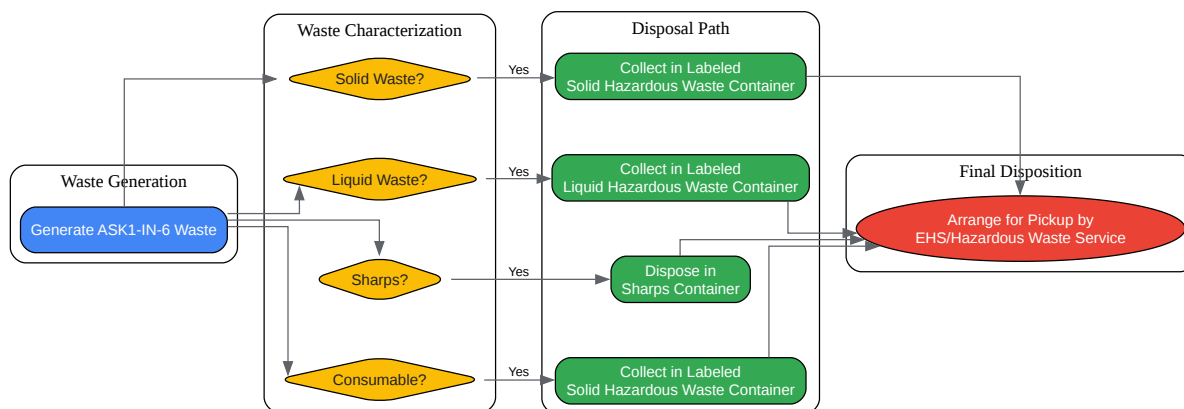 Waste Generation
Generate ASK1-IN-6 Waste
Waste Characterization
Solid Waste?
Liquid Waste?
Sharps?
Consumable?
Yes
Yes
Yes
Yes
Disposal Path
Collect in Labeled
Solid Hazardous Waste Container
Collect in Labeled
Liquid Hazardous Waste Container
Dispose in
Sharps Container
Collect in Labeled
Solid Hazardous Waste Container
Final Disposition
Arrange for Pickup by
EHS/Hazardous Waste Service